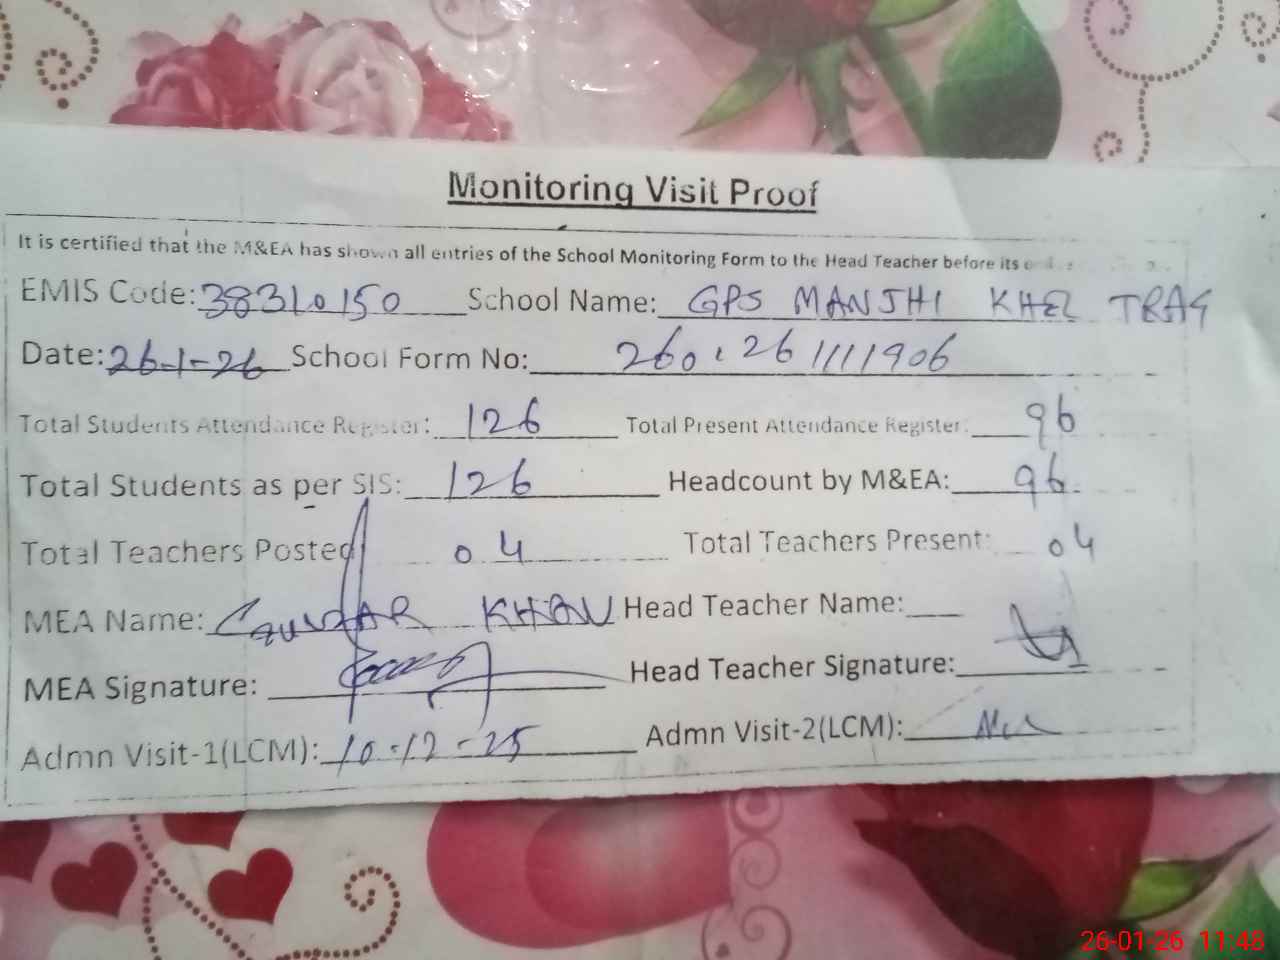 Monitoring Visit Proof
It is certified that the M&EA has shown all entries of the School Monitoring Form to the Head Teacher before its
EMIS Code: 38310150 School Name: GPS MANJHI KHEL TRAG
Date: 26-1-26 School Form No: 260126 1111906
Total Students Attendance Register: 126 Total Present Attendance Register: 96
Total Students as per SIS: 126 Headcount by M&EA: 96
Total Teachers Posted 04 Total Teachers Present: 04
MEA Name: KHAN Head Teacher Name:
MEA Signature: Head Teacher Signature:
Admn Visit-1(LCM): 10-12-25 Admn Visit-2(LCM):
26-01-26 11:48